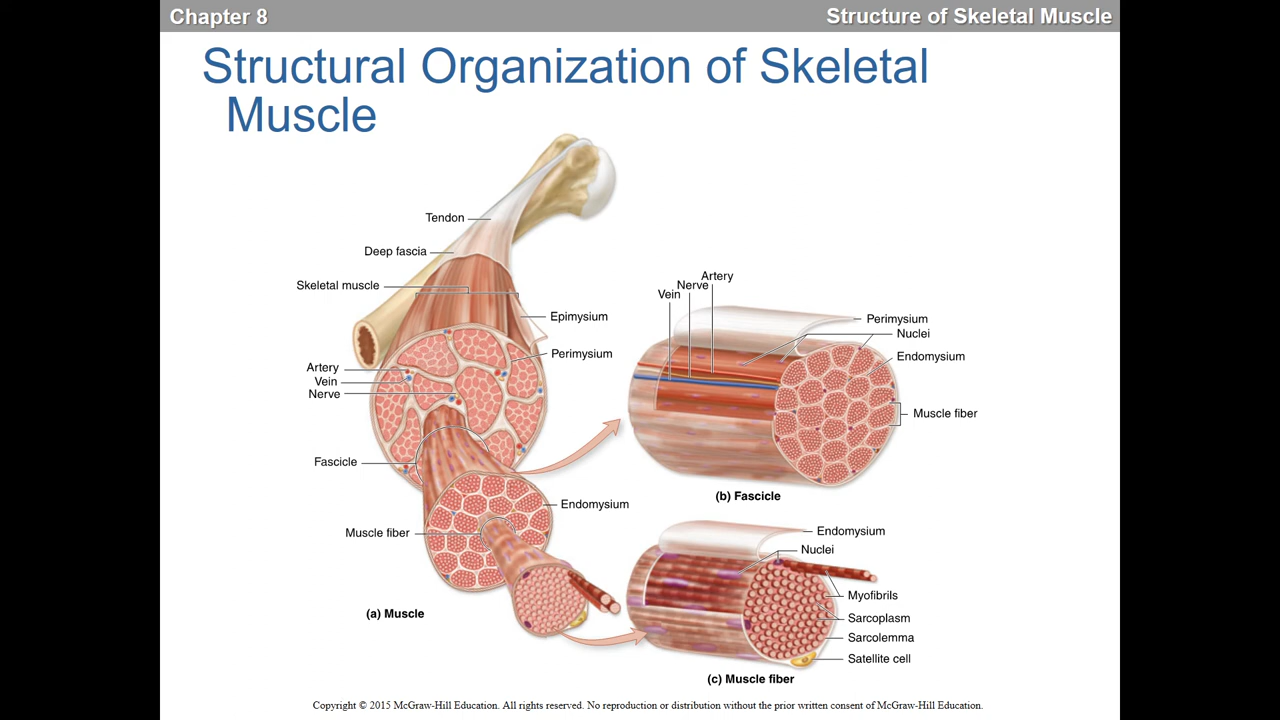 Chapter 8
Structure of Skeletal Muscle
Structural Organization of Skeletal
Muscle
Tendon
Deep fascia
Skeletal muscle
Epimysium
Perimysium
Artery
Vein
Nerve
Fascicle
Endomysium
Muscle fiber
(a) Muscle
Artery
Nerve
Vein
Perimysium
Nuclei
Endomysium
Muscle fiber
(b) Fascicle
Endomysium
Nuclei
Myofibrils
Sarcoplasm
Sarcolemma
Satellite cell
(c) Muscle fiber
Copyright © 2015 McGraw-Hill Education. All rights reserved. No reproduction or distribution without the prior written consent of McGraw-Hill Education.